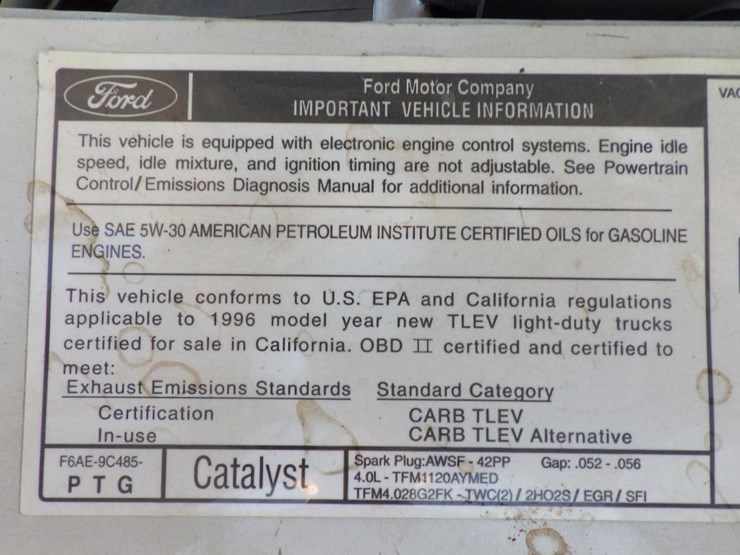 Ford
Ford Motor Company
IMPORTANT VEHICLE INFORMATION
This vehicle is equipped with electronic engine control systems. Engine idle
speed, idle mixture, and ignition timing are not adjustable. See Powertrain
Control/Emissions Diagnosis Manual for additional information.
Use SAE 5W-30 AMERICAN PETROLEUM INSTITUTE CERTIFIED OILS for GASOLINE
ENGINES.
This vehicle conforms to U.S. EPA and California regulations
applicable to 1996 model year new TLEV light-duty trucks
certified for sale in California. OBD II certified and certified to
meet:
Exhaust Emissions Standards Standard Category
Certification CARB TLEV
In-use CARB TLEV Alternative
F6AE-9C485-
PTG
Catalyst
Spark Plug:AWSF - 42PP Gap: .052 - .056
4.0L - TFM1120AYMED
TFM4.028G2FK - TWC(2) / 2HO2S / EGR / SFI